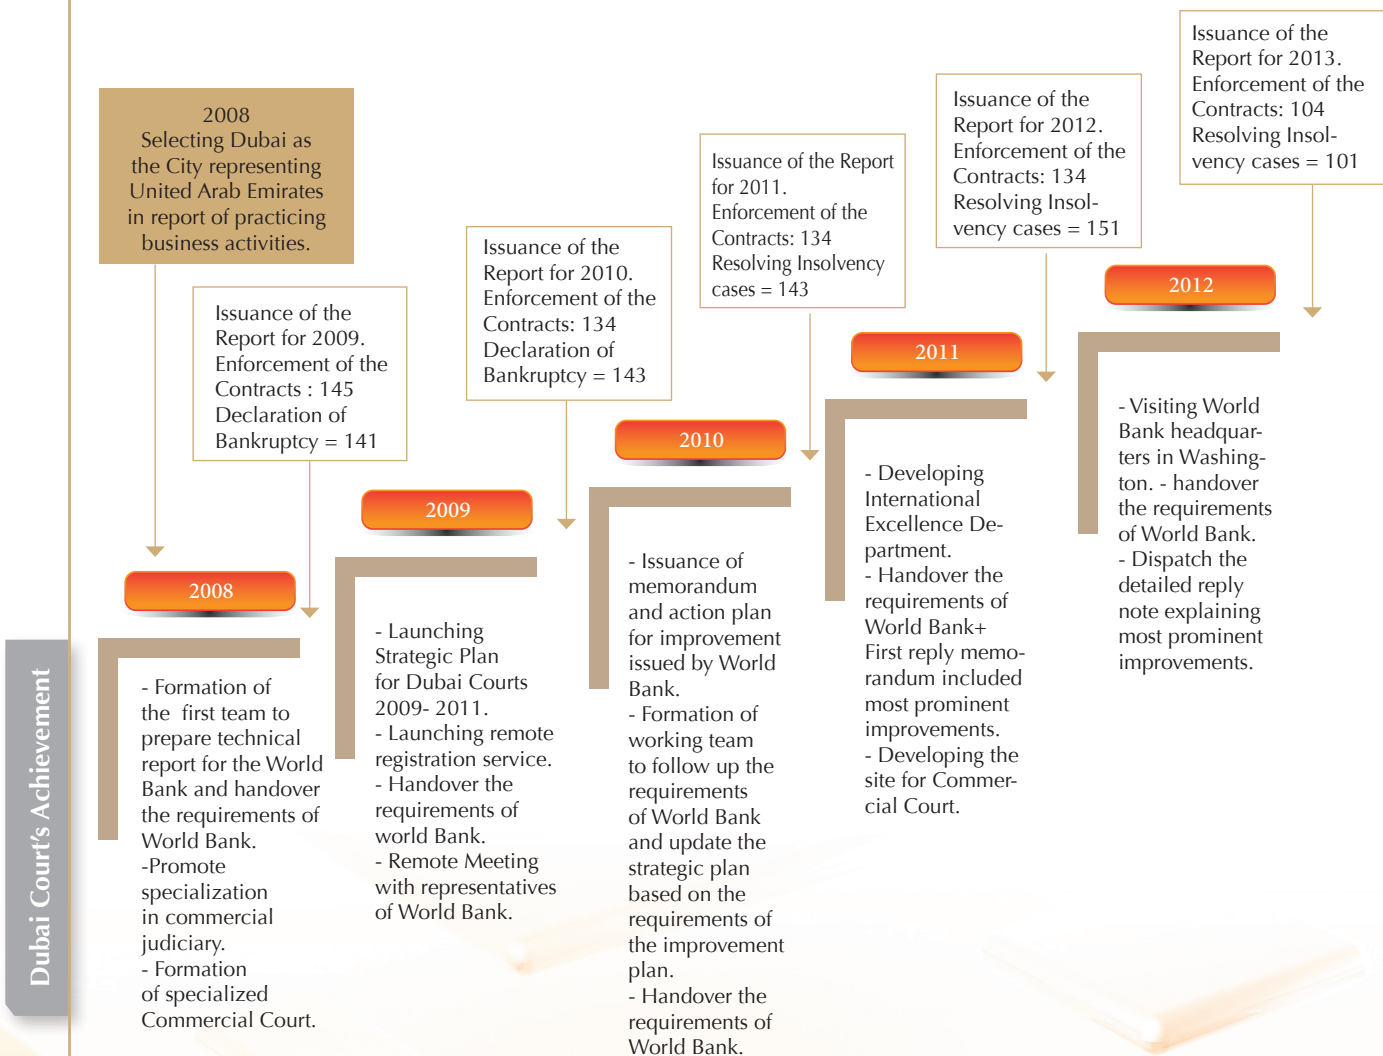 2008
Selecting Dubai as
the City representing
United Arab Emirates
in report of practicing
business activities.
Issuance of the
Report for 2009.
Enforcement of the
Contracts : 145
Declaration of
Bankruptcy = 141
Issuance of the
Report for 2010.
Enforcement of the
Contracts: 134
Declaration of
Bankruptcy = 143
Issuance of the Report
for 2011.
Enforcement of the
Contracts: 134
Resolving Insolvency
cases = 143
Issuance of the
Report for 2012.
Enforcement of the
Contracts: 134
Resolving Insol-
vency cases = 151
Issuance of the
Report for 2013.
Enforcement of the
Contracts: 104
Resolving Insol-
vency cases = 101
2008
- Formation of
the first team to
prepare technical
report for the World
Bank and handover
the requirements of
World Bank.
-Promote
specialization
in commercial
judiciary.
- Formation
of specialized
Commercial Court.
2009
- Launching
Strategic Plan
for Dubai Courts
2009- 2011.
- Launching remote
registration service.
- Handover the
requirements of
world Bank.
- Remote Meeting
with representatives
of World Bank.
2010
- Issuance of
memorandum
and action plan
for improvement
issued by World
Bank.
- Formation of
working team
to follow up the
requirements
of World Bank
and update the
strategic plan
based on the
requirements of
the improvement
plan.
- Handover the
requirements of
World Bank.
2011
- Developing
International
Excellence De-
partment.
- Handover the
requirements of
World Bank+
First reply memo-
randum included
most prominent
improvements.
- Developing the
site for Commer-
cial Court.
2012
- Visiting World
Bank headquar-
ters in Washing-
ton. - handover
the requirements
of World Bank.
- Dispatch the
detailed reply
note explaining
most prominent
improvements.
Dubai Court's Achievement